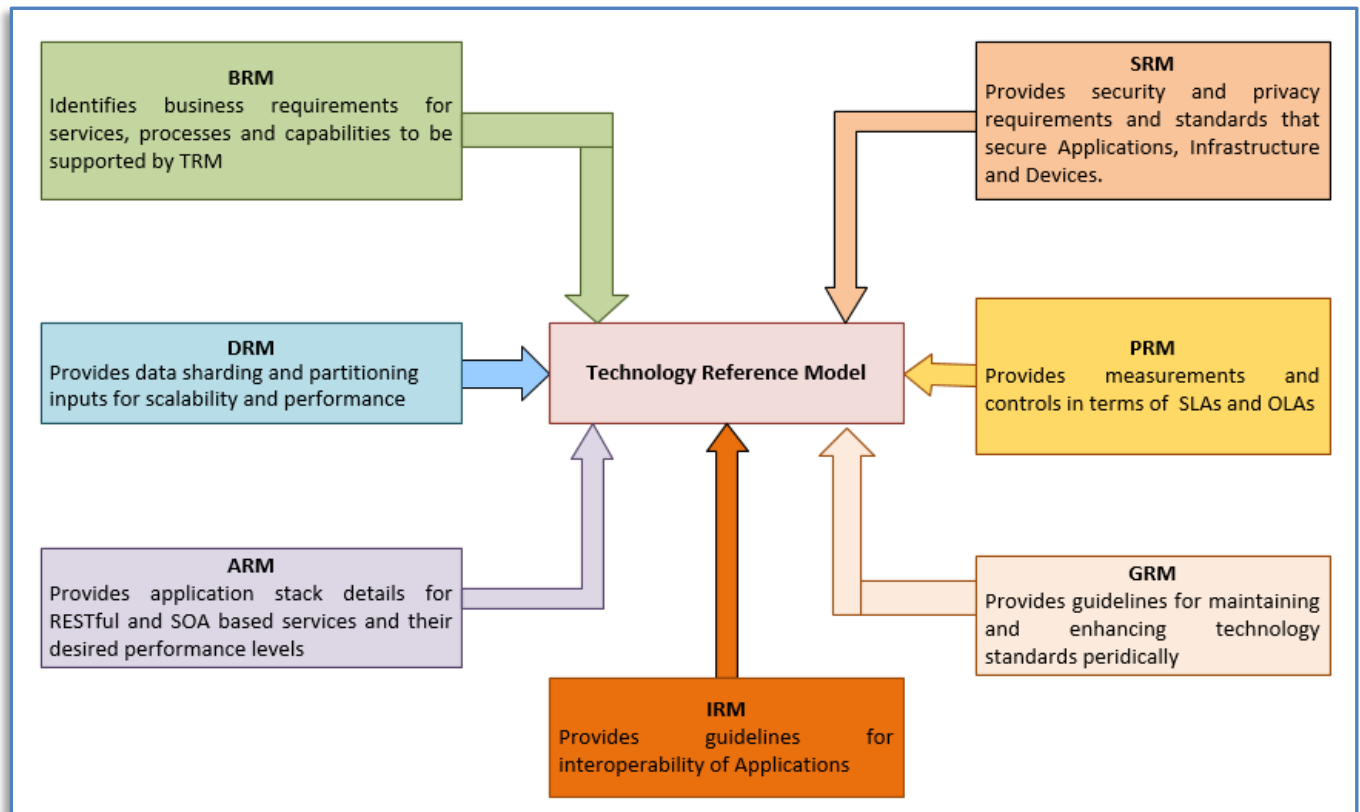 BRM
Identifies business requirements for
services, processes and capabilities to be
supported by TRM
SRM
Provides security and privacy
requirements and standards that
secure Applications, Infrastructure
and Devices.
DRM
Provides data sharding and partitioning
inputs for scalability and performance
Technology Reference Model
PRM
Provides measurements and
controls in terms of SLAs and OLAs
ARM
Provides application stack details for
RESTful and SOA based services and their
desired performance levels
GRM
Provides guidelines for maintaining
and enhancing technology
standards peridically
IRM
Provides guidelines for
interoperability of Applications